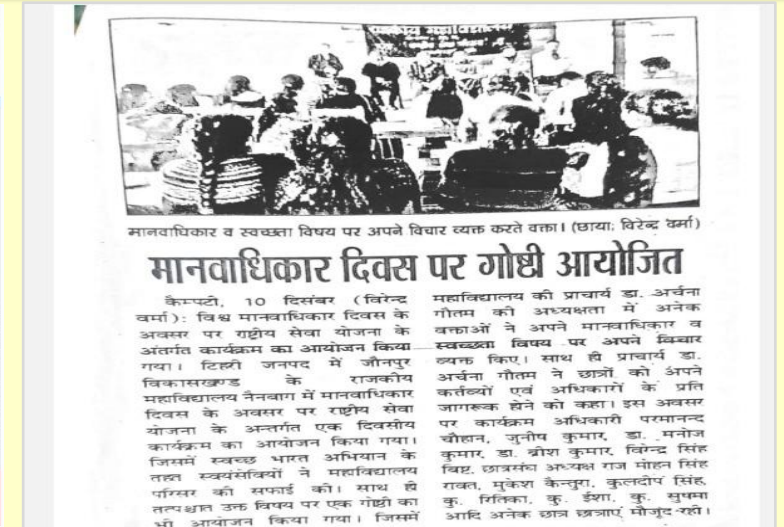 मानवाधिकार व स्वच्छता विषय पर अपने विचार व्यक्त करते वक्ता। (छाया: विरेन्द्र वर्मा)
मानवाधिकार दिवस पर गोष्टी आयोजित
कैम्पटी, 10 दिसंबर (विरेन्द्र
वर्मा): विश्व मानवाधिकार दिवस के
अवसर पर राष्ट्रीय सेवा योजना के
अंतर्गत कार्यक्रम का आयोजन किया
गया। टिहरी जनपद में जौनपुर
विकासखण्ड के राजकीय
महाविद्यालय नैनबाग में मानवाधिकार
दिवस के अवसर पर राष्ट्रीय सेवा
योजना के अन्तर्गत एक दिवसीय
कार्यक्रम का आयोजन किया गया।
जिसमें स्वच्छ भारत अभियान के
तहत स्वयंसेवियों ने महाविद्यालय
परिसर की सफाई की। साथ ही
तत्पश्चात उक्त विषय पर एक गोष्टी का
भी आयोजन किया गया। जिसमें
महाविद्यालय की प्राचार्य डा. अर्चना
गौतम की अध्यक्षता में अनेक
वक्ताओं ने अपने मानवाधिकार व
स्वच्छता विषय पर अपने विचार
व्यक्त किए। साथ ही प्राचार्य डा.
अर्चना गौतम ने छात्रों को अपने
कर्तव्यों एवं अधिकारों के प्रति
जागरूक होने को कहा। इस अवसर
पर कार्यक्रम अधिकारी परमानन्द
चौहान, जुनीष कुमार, डा. मनोज
कुमार, डा. ब्रीश कुमार, विरेन्द्र सिंह
बिष्ट, छात्रसंघ अध्यक्ष राज मोहन सिंह
रावत, मुकेश कैन्तुरा, कुलदीप सिंह,
कु. रितिका, कु. ईशा, कु. सुषमा
आदि अनेक छात्र छात्राएं मौजूद रही।